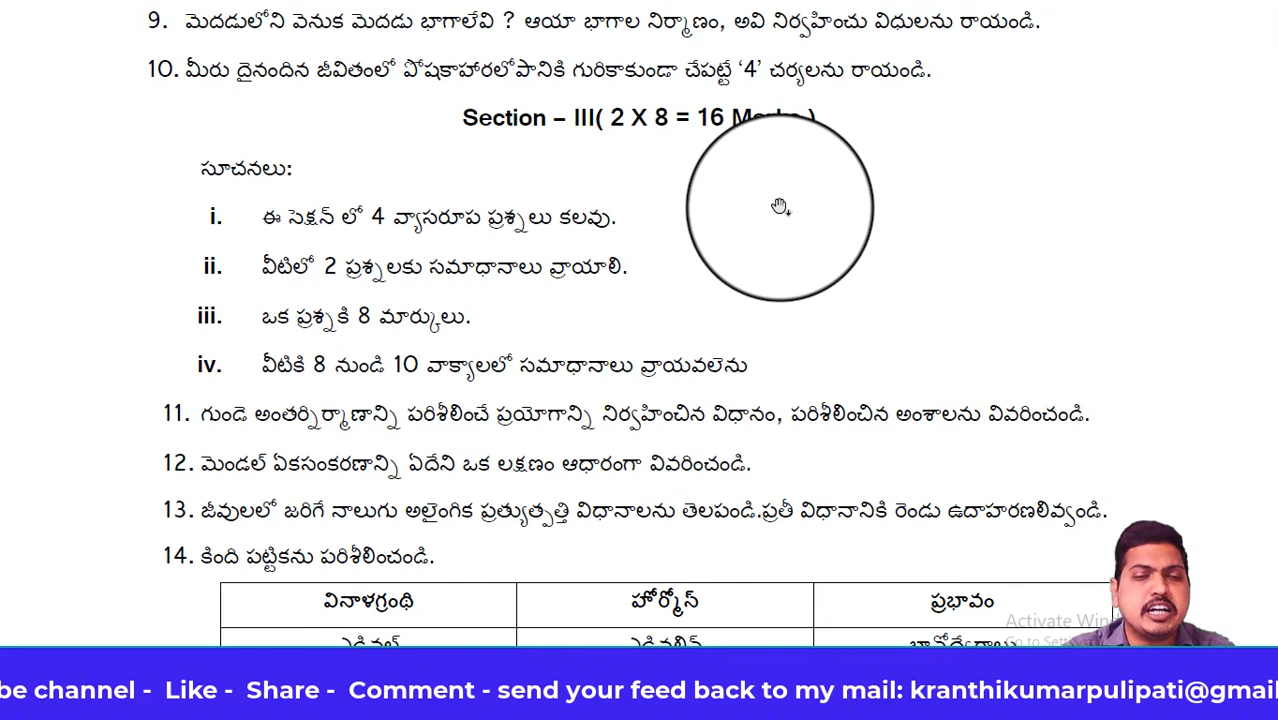 9. మెదడులోని వెనుక మెదడు భాగాలేవి ? ఆయా భాగాల నిర్మాణం, అవి నిర్వహించు విధులను రాయండి.
10. మీరు దైనందిన జీవితంలో పోషకాహారలోపానికి గురికాకుండా చేపట్టే ‘4’ చర్యలను రాయండి.
Section – III( 2 X 8 = 16 Marks )
సూచనలు:
i. ఈ సెక్షన్ లో 4 వ్యాసరూప ప్రశ్నలు కలవు.
ii. వీటిలో 2 ప్రశ్నలకు సమాధానాలు వ్రాయాలి.
iii. ఒక ప్రశ్నకి 8 మార్కులు.
iv. వీటికి 8 నుండి 10 వాక్యాలలో సమాధానాలు వ్రాయవలెను
11. గుండె అంతర్నిర్మాణాన్ని పరిశీలించే ప్రయోగాన్ని నిర్వహించిన విధానం, పరిశీలించిన అంశాలను వివరించండి.
12. మెండల్ ఏకసంకరణాన్ని ఏదేని ఒక లక్షణం ఆధారంగా వివరించండి.
13. జీవులలో జరిగే నాలుగు అలైంగిక ప్రత్యుత్పత్తి విధానాలను తెలపండి.ప్రతీ విధానానికి రెండు ఉదాహరణలివ్వండి.
14. కింది పట్టికను పరిశీలించండి.
వినాళగ్రంథి హార్మోస్ ప్రభావం
Activate Win
be channel - Like - Share - Comment - send your feed back to my mail: kranthikumarpulipati@gmail